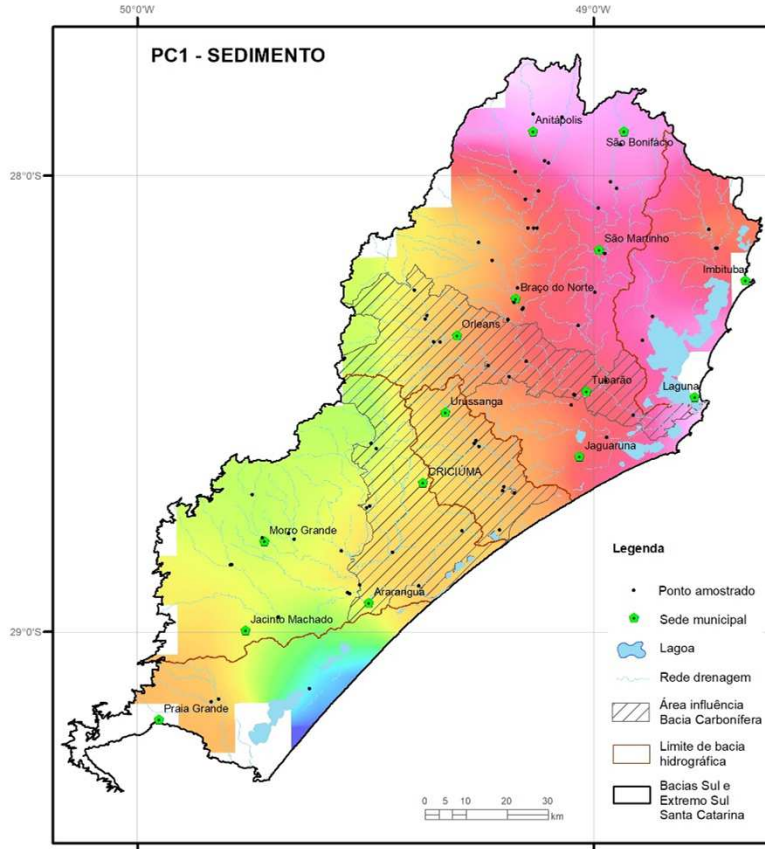 50°0'W
49°0'W
PC1 - SEDIMENTO
Anitápolis
São Bonifácio
28°0'S
São Martinho
Imbituba
Braço do Norte
Orleans
Tubarão
Laguna
Urussanga
Jaguaruna
CRICIÚMA
Morro Grande
Araranguá
Jacinto Machado
29°0'S
Praia Grande
Legenda
Ponto amostrado
Sede municipal
Lagoa
Rede drenagem
Área influência
Bacia Carbonífera
Limite de bacia
hidrográfica
Bacias Sul e
Extremo Sul
Santa Catarina
0 5 10 20 30
km